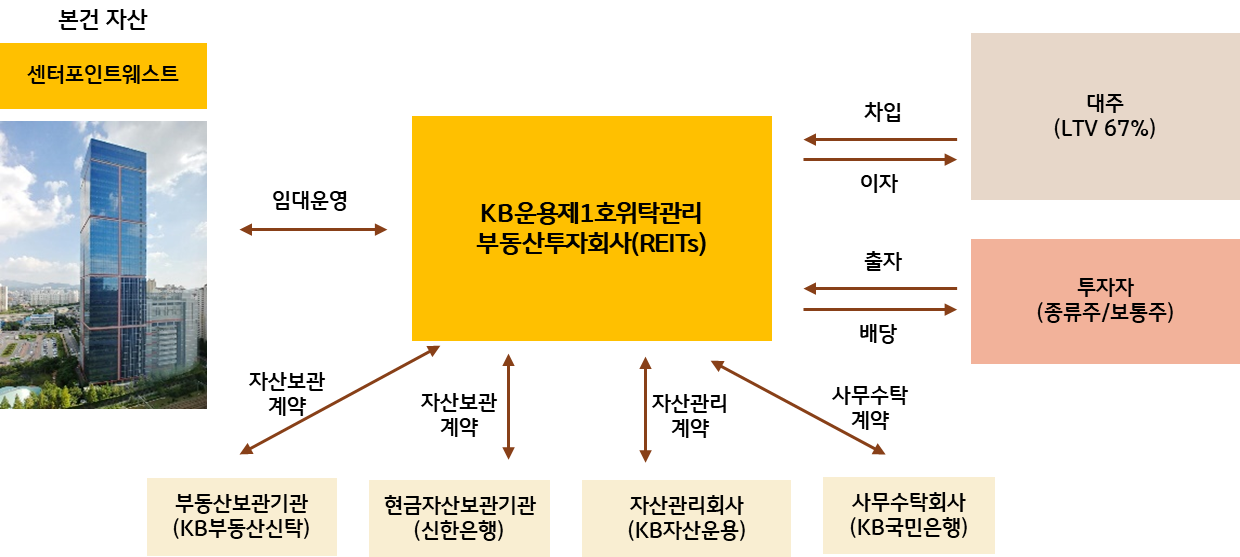 본건 자산
센터포인트웨스트
임대운영
KB운용제1호위탁관리
부동산투자회사(REITs)
차입
이자
대주
(LTV 67%)
출자
배당
투자자
(종류주/보통주)
자산보관
계약
자산보관
계약
자산관리
계약
사무수탁
계약
부동산보관기관
(KB부동산신탁)
현금자산보관기관
(신한은행)
자산관리회사
(KB자산운용)
사무수탁회사
(KB국민은행)